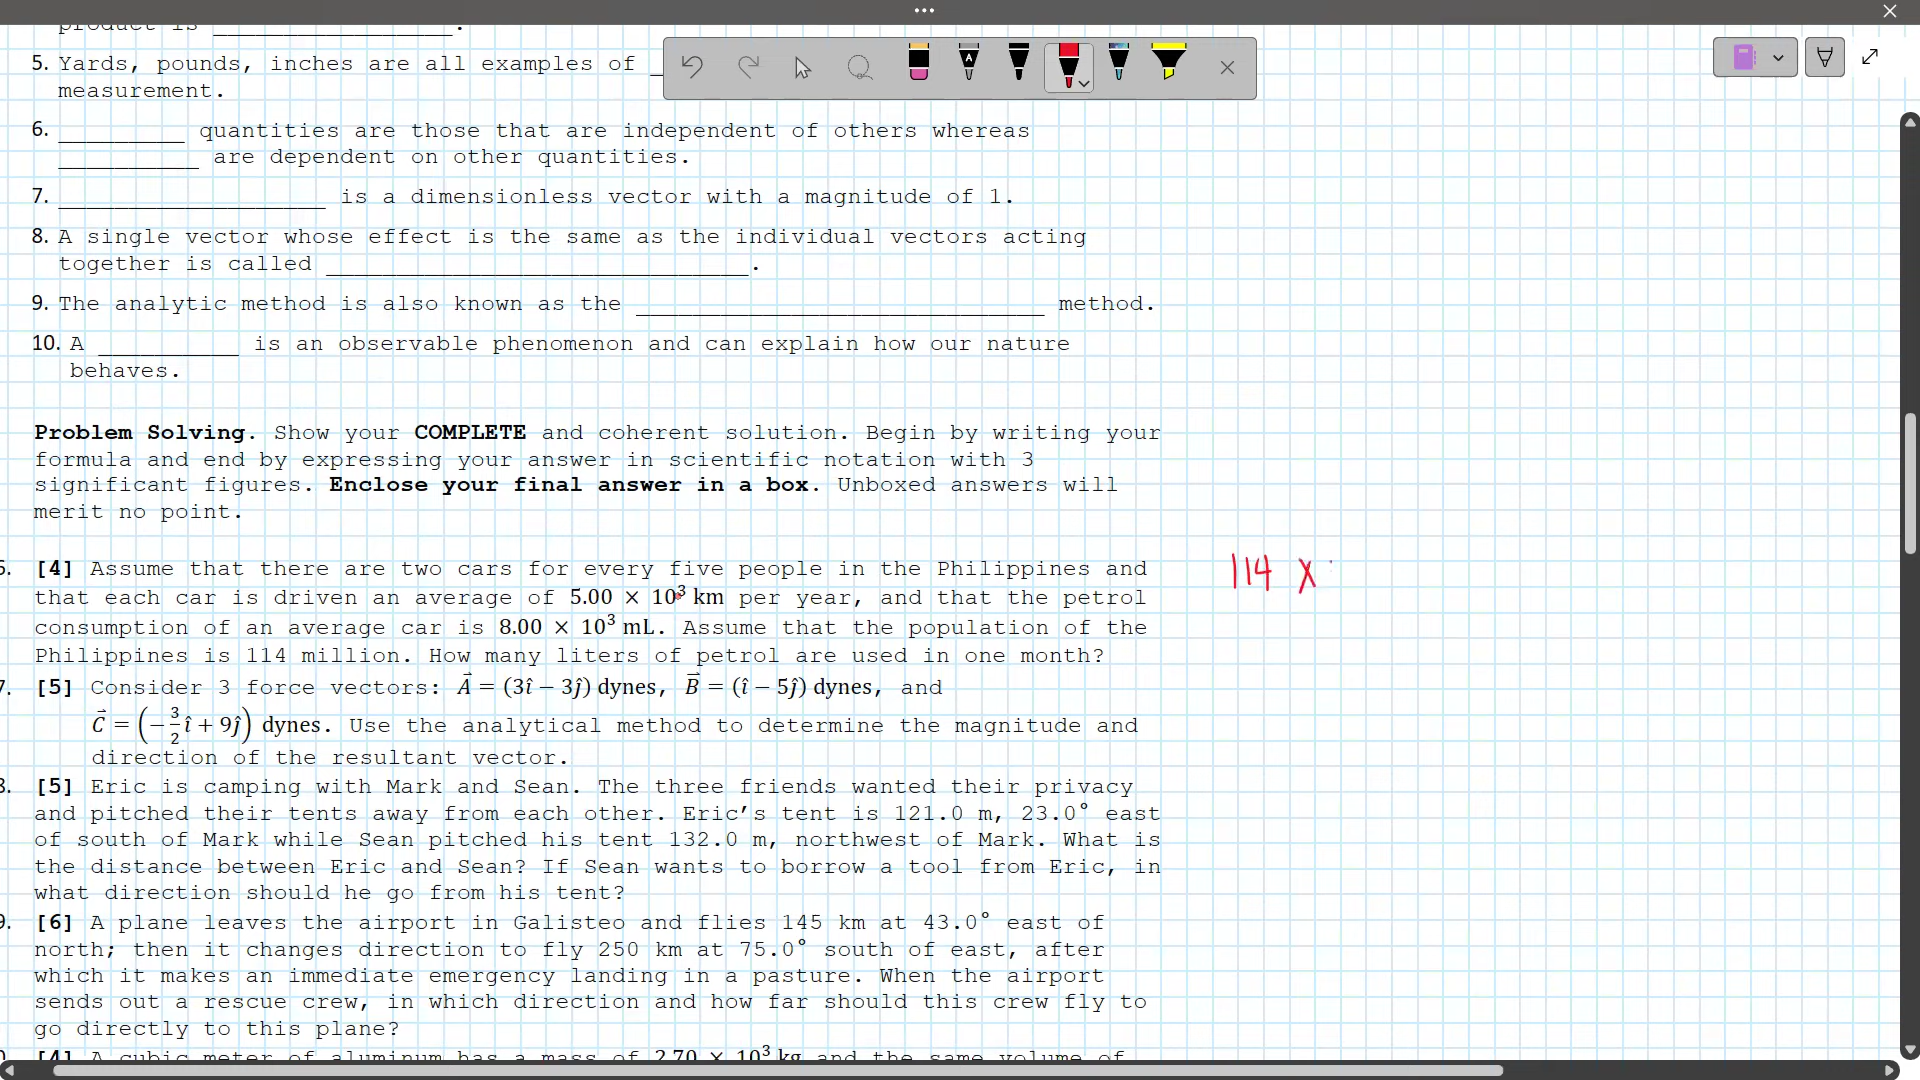 product is __________________.
5. Yards, pounds, inches are all examples of _
measurement.
6. _________ quantities are those that are independent of others whereas
__________ are dependent on other quantities.
7. ___________________ is a dimensionless vector with a magnitude of 1.
8. A single vector whose effect is the same as the individual vectors acting
together is called ______________________________.
9. The analytic method is also known as the _____________________________ method.
10. A __________ is an observable phenomenon and can explain how our nature
behaves.
Problem Solving. Show your COMPLETE and coherent solution. Begin by writing your
formula and end by expressing your answer in scientific notation with 3
significant figures. Enclose your final answer in a box. Unboxed answers will
merit no point.
[4] Assume that there are two cars for every five people in the Philippines and
that each car is driven an average of 5.00 × 10³ km per year, and that the petrol
consumption of an average car is 8.00 × 10³ mL. Assume that the population of the
Philippines is 114 million. How many liters of petrol are used in one month?
114 X
[5] Consider 3 force vectors: A⃗ = (3î − 3ĵ) dynes, B⃗ = (î − 5ĵ) dynes, and
C⃗ = (−3/2 î + 9ĵ) dynes. Use the analytical method to determine the magnitude and
direction of the resultant vector.
[5] Eric is camping with Mark and Sean. The three friends wanted their privacy
and pitched their tents away from each other. Eric’s tent is 121.0 m, 23.0° east
of south of Mark while Sean pitched his tent 132.0 m, northwest of Mark. What is
the distance between Eric and Sean? If Sean wants to borrow a tool from Eric, in
what direction should he go from his tent?
[6] A plane leaves the airport in Galisteo and flies 145 km at 43.0° east of
north; then it changes direction to fly 250 km at 75.0° south of east, after
which it makes an immediate emergency landing in a pasture. When the airport
sends out a rescue crew, in which direction and how far should this crew fly to
go directly to this plane?
[4] A cubic meter of aluminum has a mass of 2.70 × 10³ kg and the same volume of